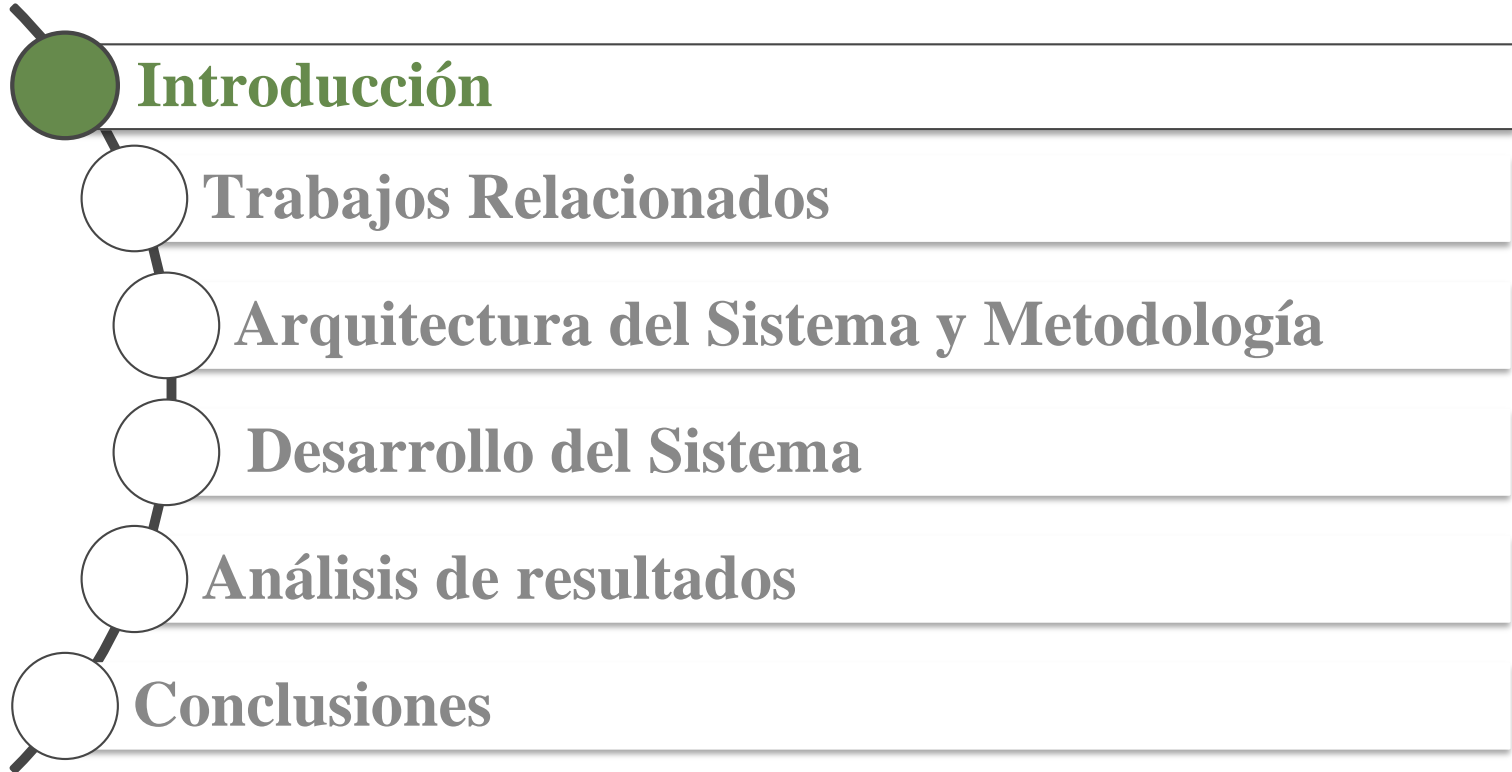 Introducción
Trabajos Relacionados
Arquitectura del Sistema y Metodología
Desarrollo del Sistema
Análisis de resultados
Conclusiones